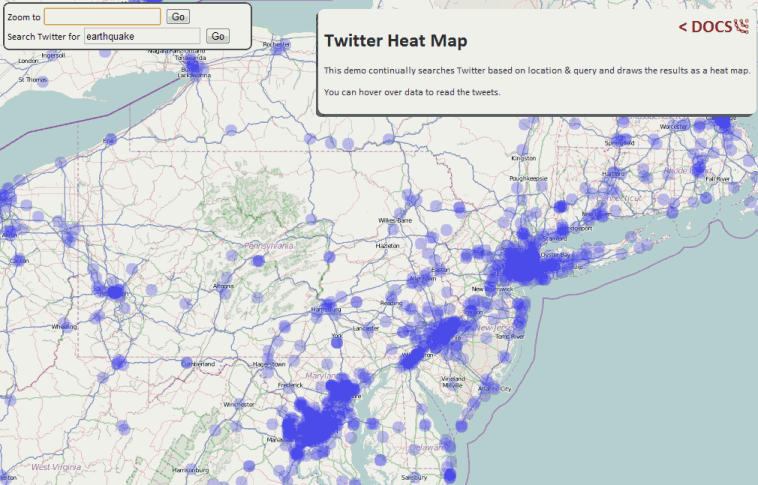 Zoom to Go
Search Twitter for earthquake Go
< DOCS
Twitter Heat Map
This demo continually searches Twitter based on location & query and draws the results as a heat map.
You can hover over data to read the tweets.
Ingersoll
London
St Thomas
Tonawanda
Lackawanna
Rochester
Erie
Worcester
Springfield
Kingston
Poughkeepsie
Hartford
Fall River
Connecticut
Stamford
Oyster Bay
Wilkes-Barre
Hazleton
Pennsylvania
Easton
Altoona
New Brunswick
Reading
Harrisburg
Lancaster
York
New Jersey
Toms River
Wheeling
Cumberland
Hagerstown
Maryland
Frederick
Vineland
Millville
Atlantic City
Winchester
Delaware
Harrisonburg
West Virginia
Salisbury